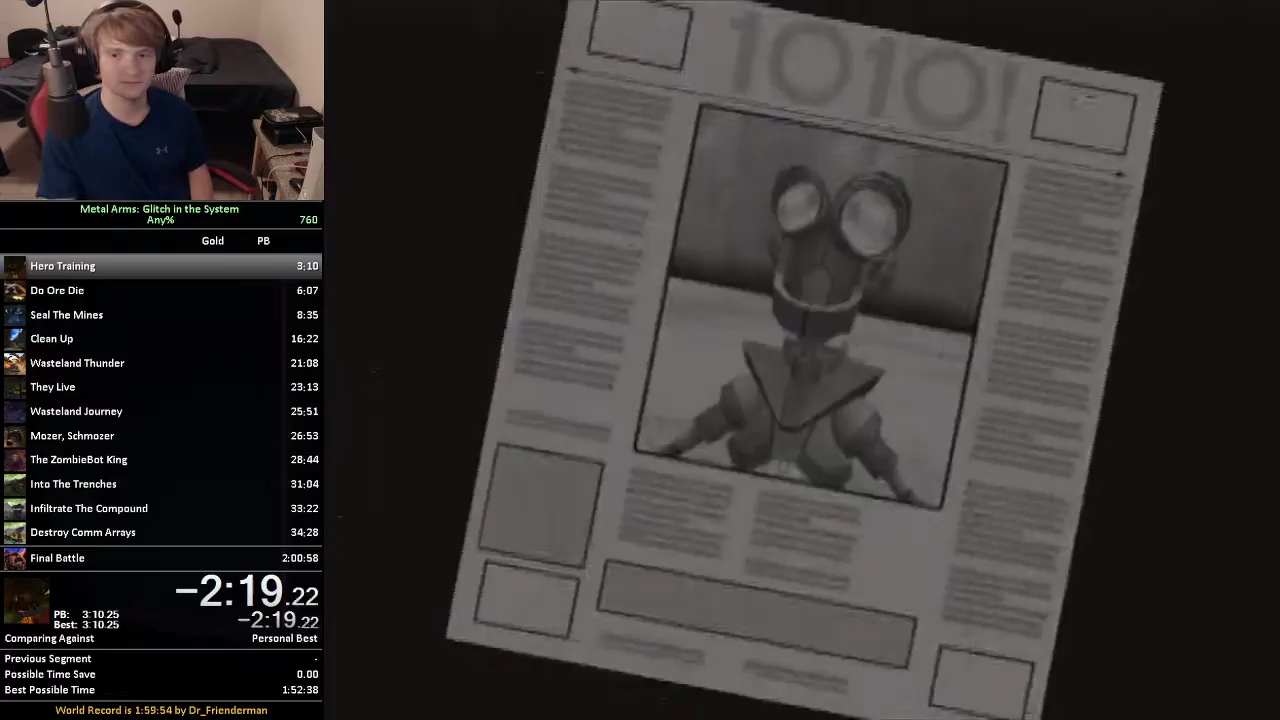 1010!
Metal Arms: Glitch in the System
Any% 760
Gold PB
Hero Training 3:10
Do Ore Die 6:07
Seal The Mines 8:35
Clean Up 16:22
Wasteland Thunder 21:08
They Live 23:13
Wasteland Journey 25:51
Mozer, Schmozer 26:53
The ZombieBot King 28:44
Into The Trenches 31:04
Infiltrate The Compound 33:22
Destroy Comm Arrays 34:28
Final Battle 2:00:58
−2:19.22
PB: 3:10.25 −2:19.22
Best: 3:10.25
Comparing Against Personal Best
Previous Segment -
Possible Time Save 0.00
Best Possible Time 1:52:38
World Record is 1:59:54 by Dr_Frienderman